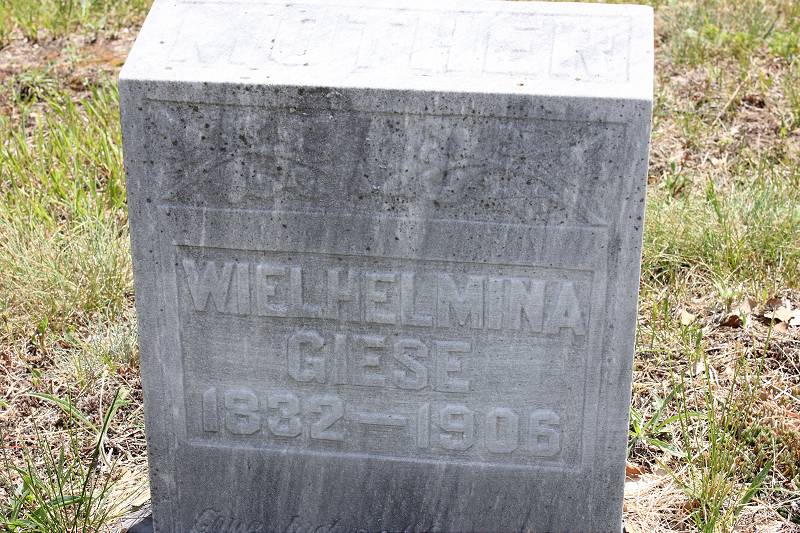 MOTHER
WIELHELMINA
GIESE
1832—1906